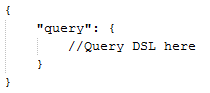 {
    "query": {
        //Query DSL here
    }
}